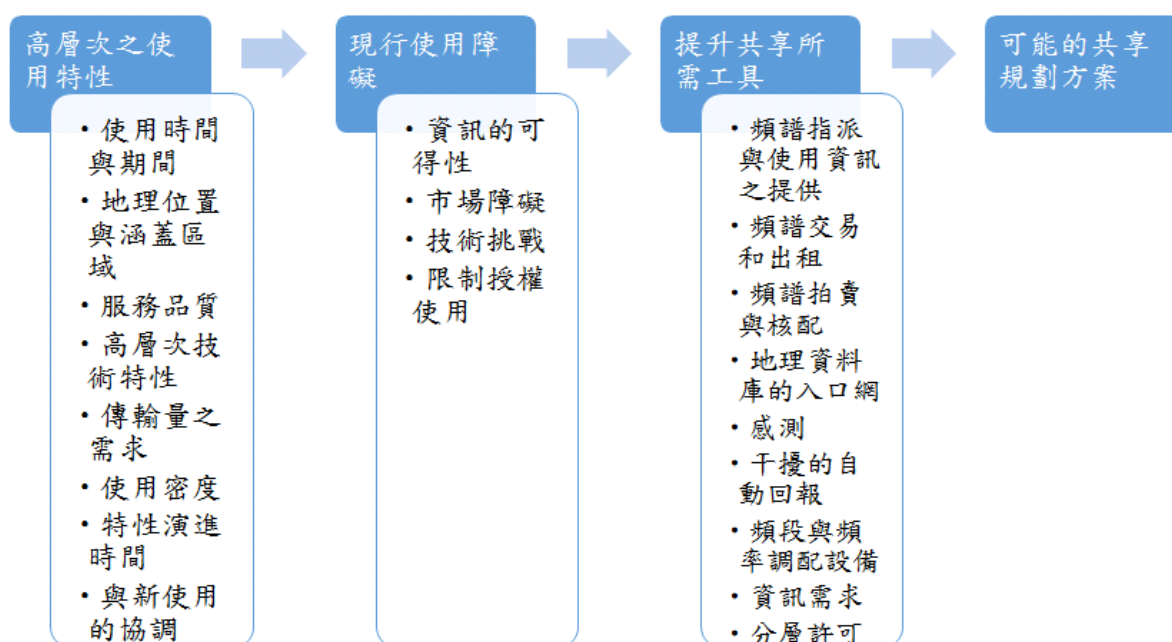 高層次之使
用特性
• 使用時間
與期間
• 地理位置
與涵蓋區
域
• 服務品質
• 高層次技
術特性
• 傳輸量之
需求
• 使用密度
• 特性演進
時間
• 與新使用
的協調
現行使用障
礙
• 資訊的可
得性
• 市場障礙
• 技術挑戰
• 限制授權
使用
提升共享所
需工具
• 頻譜指派
與使用資訊
之提供
• 頻譜交易
和出租
• 頻譜拍費
與核配
• 地理資料
庫的入口網
• 感測
• 干擾的自
動回報
• 頻段與頻
率調配設備
• 資訊需求
• 分層許可
可能的共享
規劃方案